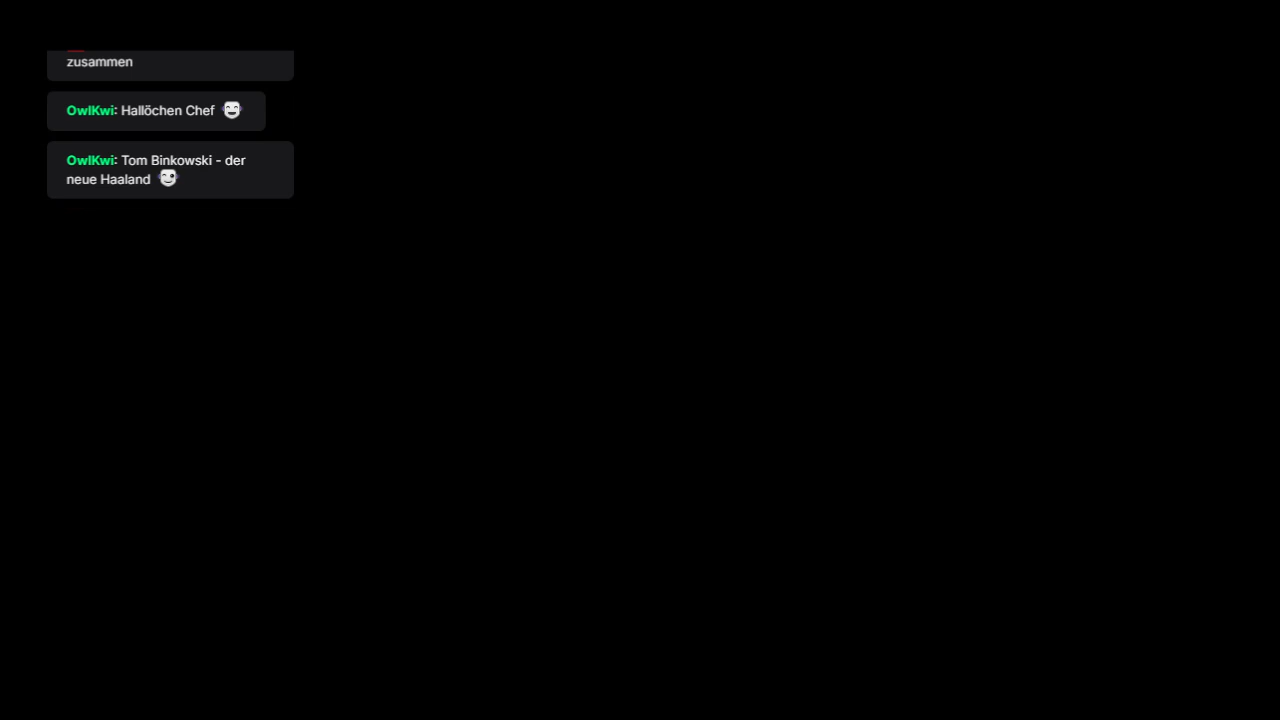 zusammen
OwlKwi: Hallöchen Chef
OwlKwi: Tom Binkowski - der
neue Haaland